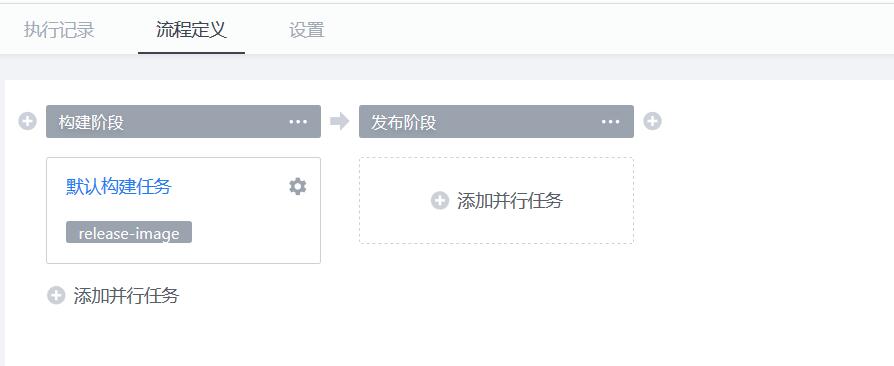 执行记录 流程定义 设置
构建阶段 ··· 发布阶段 ···
默认构建任务
release-image
添加并行任务
添加并行任务